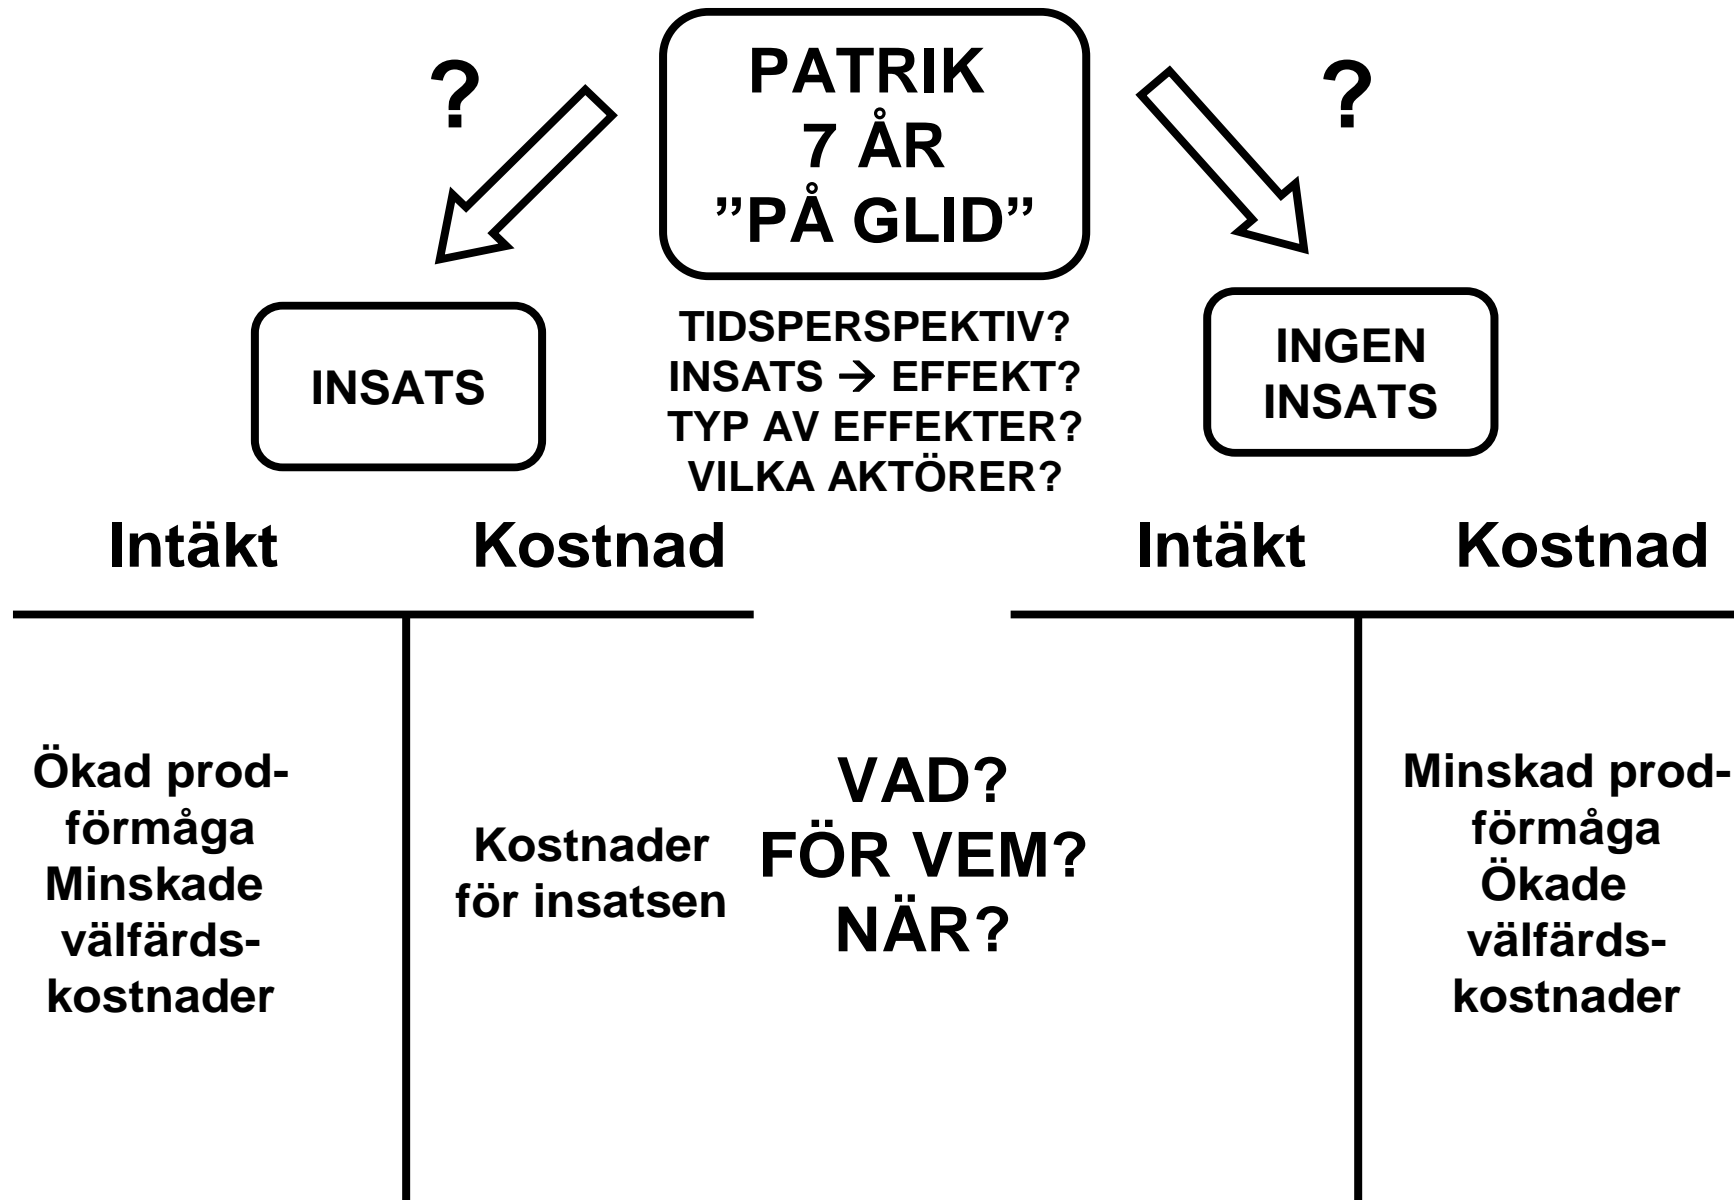 ?
PATRIK
7 ÅR
”PÅ GLID”
?
INSATS
TIDSPERSPEKTIV?
INSATS → EFFEKT?
TYP AV EFFEKTER?
VILKA AKTÖRER?
INGEN
INSATS
Intäkt
Kostnad
Intäkt
Kostnad
Ökad prod-
förmåga
Minskade
välfärds-
kostnader
Kostnader
för insatsen
VAD?
FÖR VEM?
NÄR?
Minskad prod-
förmåga
Ökade
välfärds-
kostnader